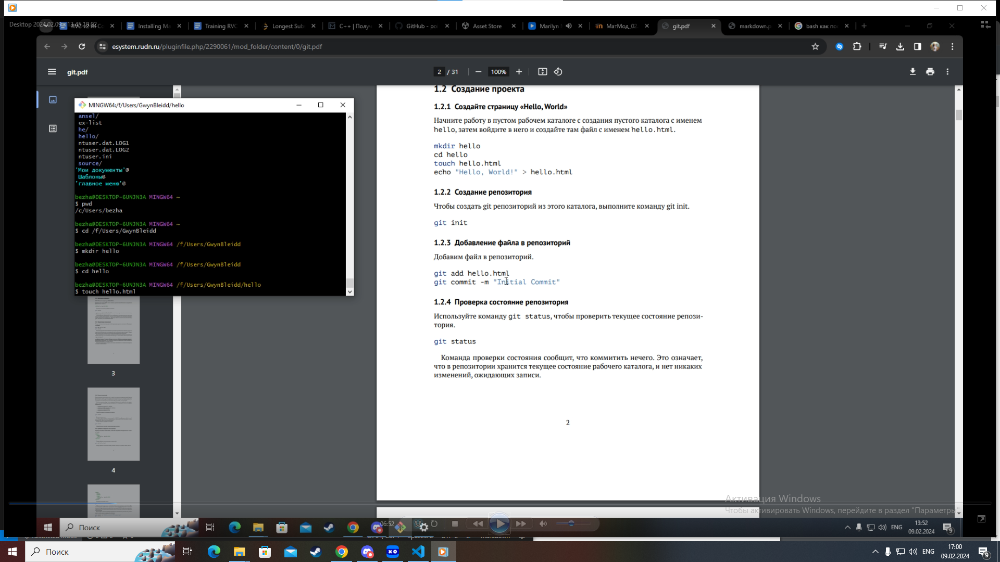 Desktop 2024.02.09 - 13.45.18.02
Installing Ma
Training RVC
Longest Sub
C++ | Получ
GitHub - po
Asset Store
Marilyn
МатМод_02.
git.pdf
markdown.p
bash как по
esystem.rudn.ru/pluginfile.php/2290061/mod_folder/content/0/git.pdf
git.pdf
2 / 31
100%
MINGW64:/f/Users/GwynBleidd/hello
ansel/
ex-list
he/
hello/
ntuser.dat.LOG1
ntuser.dat.LOG2
ntuser.ini
source/
'Мои документы'@
Шаблоны@
'главное меню'@
bezha@DESKTOP-6UNJN3A MINGW64 ~
$ pwd
/c/Users/bezha
bezha@DESKTOP-6UNJN3A MINGW64 ~
$ cd /f/Users/GwynBleidd
bezha@DESKTOP-6UNJN3A MINGW64 /f/Users/GwynBleidd
$ mkdir hello
bezha@DESKTOP-6UNJN3A MINGW64 /f/Users/GwynBleidd
$ cd hello
bezha@DESKTOP-6UNJN3A MINGW64 /f/Users/GwynBleidd/hello
$ touch hello.html
3
4
1.2 Создание проекта
1.2.1 Создайте страницу «Hello, World»
Начните работу в пустом рабочем каталоге с создания пустого каталога с именем
hello, затем войдите в него и создайте там файл с именем hello.html.
mkdir hello
cd hello
touch hello.html
echo "Hello, World!" > hello.html
1.2.2 Создание репозитория
Чтобы создать git репозиторий из этого каталога, выполните команду git init.
git init
1.2.3 Добавление файла в репозиторий
Добавим файл в репозиторий.
git add hello.html
git commit -m "Initial Commit"
1.2.4 Проверка состояние репозитория
Используйте команду git status, чтобы проверить текущее состояние репози-
тория.
git status
Команда проверки состояния сообщит, что коммитить нечего. Это означает,
что в репозитории хранится текущее состояние рабочего каталога, и нет никаких
изменений, ожидающих записи.
2
Активация Windows
Чтобы активировать Windows, перейдите в раздел "Параметры".
Поиск
06:52
ENG
13:52
09.02.2024
9
Поиск
ENG
17:00
09.02.2024
9